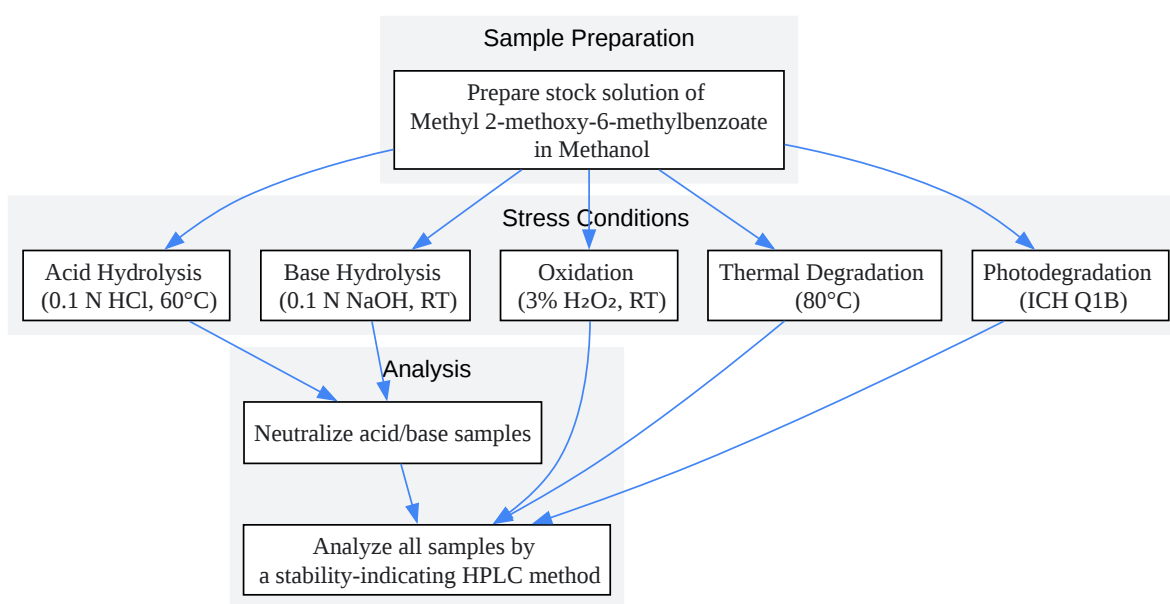 Sample Preparation
Prepare stock solution of
Methyl 2-methoxy-6-methylbenzoate
in Methanol
Stress Conditions
Acid Hydrolysis
(0.1 N HCl, 60°C)
Base Hydrolysis
(0.1 N NaOH, RT)
Oxidation
(3% H₂O₂, RT)
Thermal Degradation
(80°C)
Photodegradation
(ICH Q1B)
Analysis
Neutralize acid/base samples
Analyze all samples by
a stability-indicating HPLC method